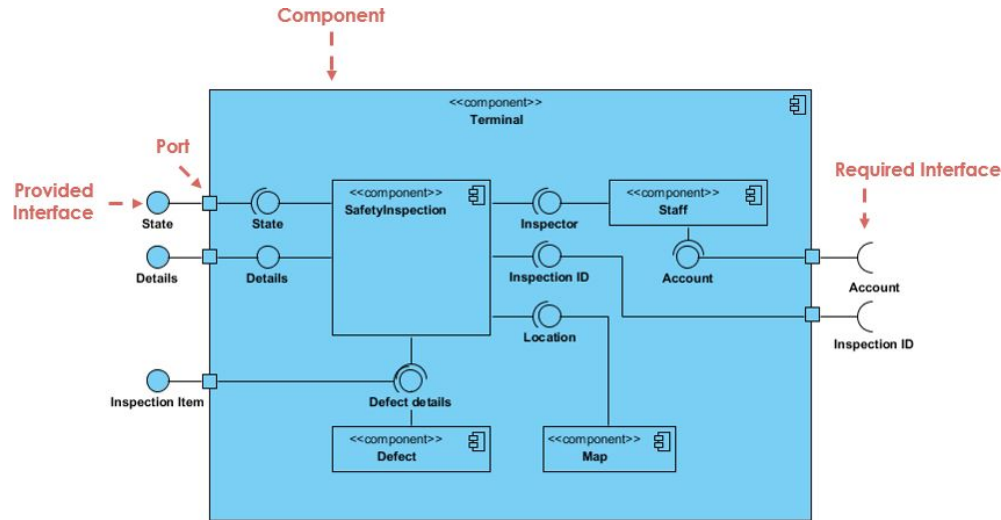 Component
<<component>>
Terminal
Port
Required Interface
Provided
Interface
<<component>>
SafetyInspection
<<component>>
Staff
State
State
Inspector
Details
Details
Inspection ID
Account
Account
Location
Inspection ID
Inspection Item
Defect details
<<component>>
Defect
<<component>>
Map